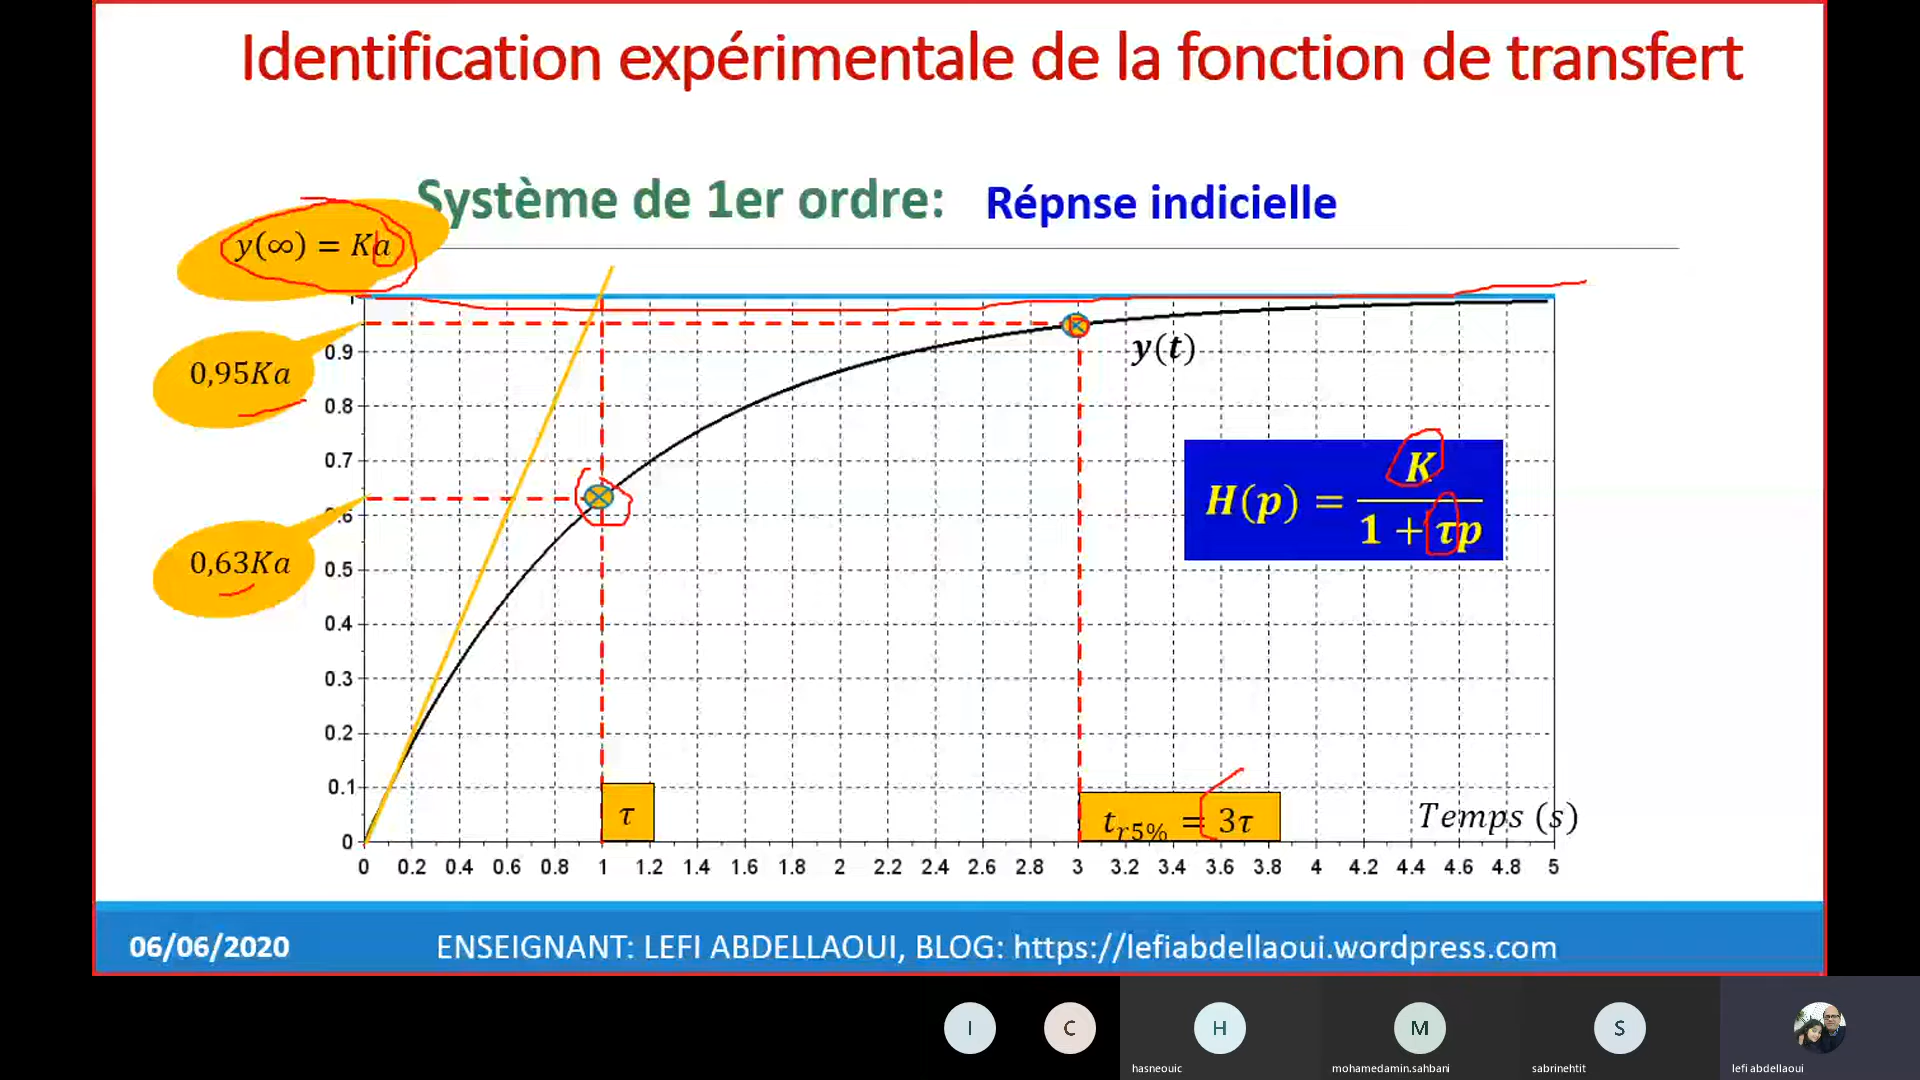 Identification expérimentale de la fonction de transfert
Système de 1er ordre: Répnse indicielle
y(∞) = Ka
0,95Ka
0,63Ka
y(t)
H(p) = K / (1 + τp)
1
0.9
0.8
0.7
0.6
0.5
0.4
0.3
0.2
0.1
0
τ
t_{r5%} = 3τ
Temps (s)
0 0.2 0.4 0.6 0.8 1 1.2 1.4 1.6 1.8 2 2.2 2.4 2.6 2.8 3 3.2 3.4 3.6 3.8 4 4.2 4.4 4.6 4.8 5
06/06/2020 ENSEIGNANT: LEFI ABDELLAOUI, BLOG: https://lefiabdellaoui.wordpress.com
I C H M S
hasneouic mohamedamin.sahbani sabrinehtit lefi abdellaoui